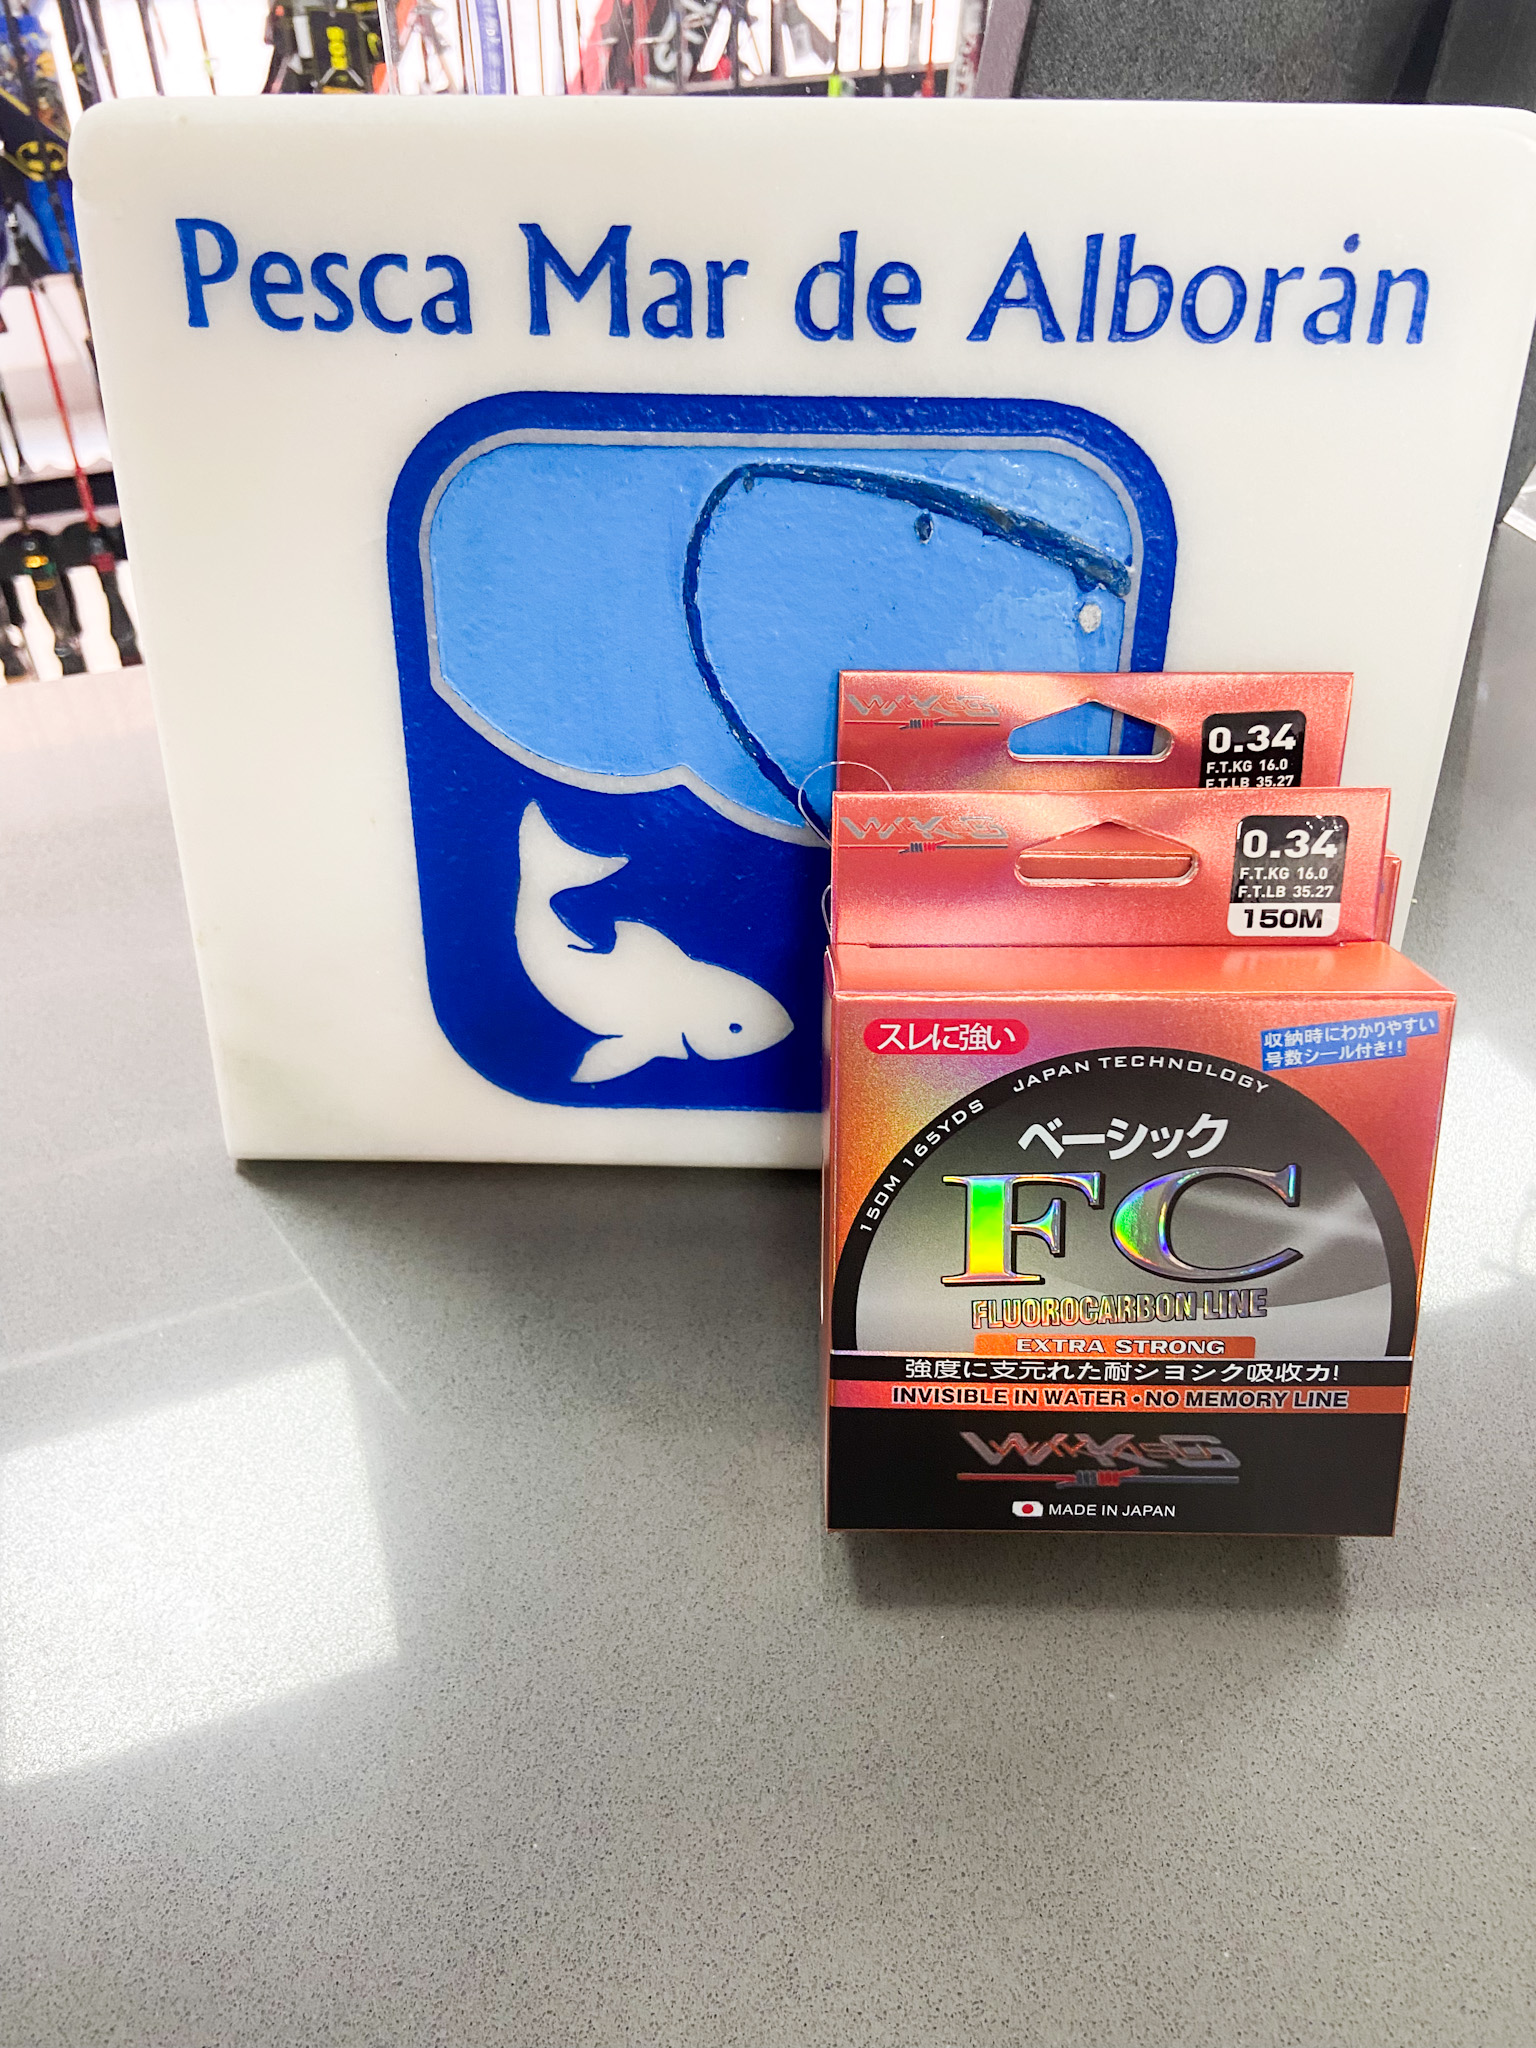 Pesca Mar de Alborán
0.34
F.T.KG 16.0
F.T.LB 35.27
0.34
F.T.KG 16.0
F.T.LB 35.27
150M
スレに強い
収納時にわかりやすい
号数シール付き!!
150M 165YDS JAPAN TECHNOLOGY
ベーシック
FC
FLUOROCARBON LINE
EXTRA STRONG
強度に支元れた耐シヨシク吸収力!
INVISIBLE IN WATER • NO MEMORY LINE
MADE IN JAPAN